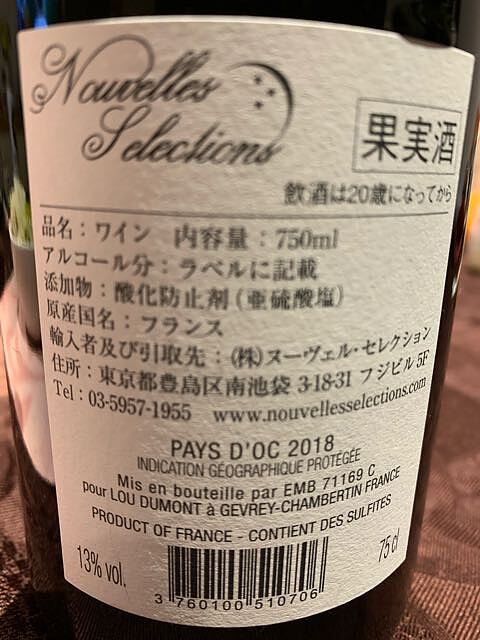 Nouvelles
Selections
果実酒
飲酒は20歳になってから
品名：ワイン 内容量：750ml
アルコール分：ラベルに記載
添加物：酸化防止剤（亜硫酸塩）
原産国名：フランス
輸入者及び引取先：(株)ヌーヴェル・セレクション
住所：東京都豊島区南池袋 3-18-31 フジビル 5F
Tel：03-5957-1955 www.nouvellesselections.com
PAYS D'OC 2018
INDICATION GÉOGRAPHIQUE PROTÉGÉE
Mis en bouteille par EMB 71169 C
pour LOU DUMONT à GEVREY-CHAMBERTIN FRANCE
PRODUCT OF FRANCE - CONTIENT DES SULFITES
13% vol. 75 cl
3 760100 510706